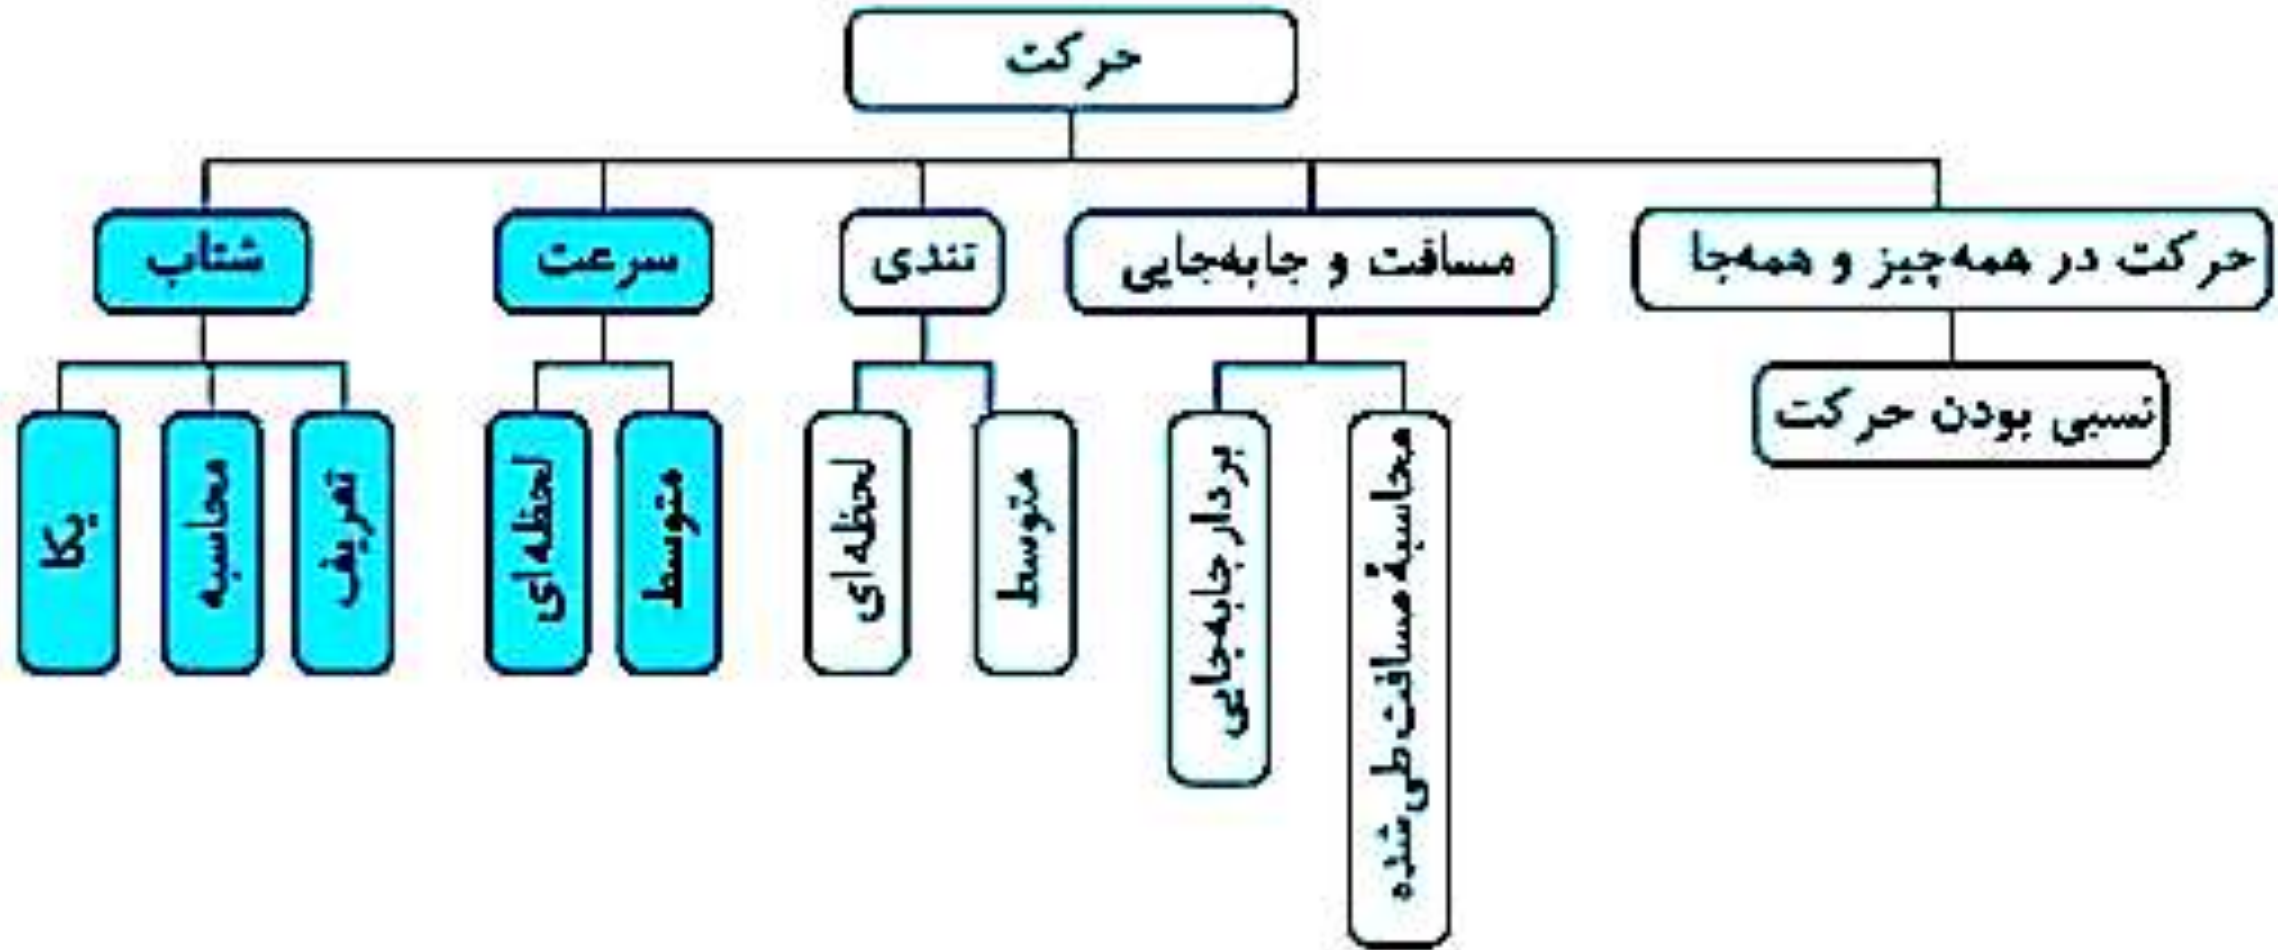 حرکت
حرکت در همه‌چیز و همه‌جا
مسافت و جابه‌جایی
تندی
سرعت
شتاب
نسبی بودن حرکت
محاسبهٔ مسافت طی شده
بردار جابه‌جایی
متوسط
لحظه‌ای
متوسط
لحظه‌ای
تعریف
محاسبه
یکا